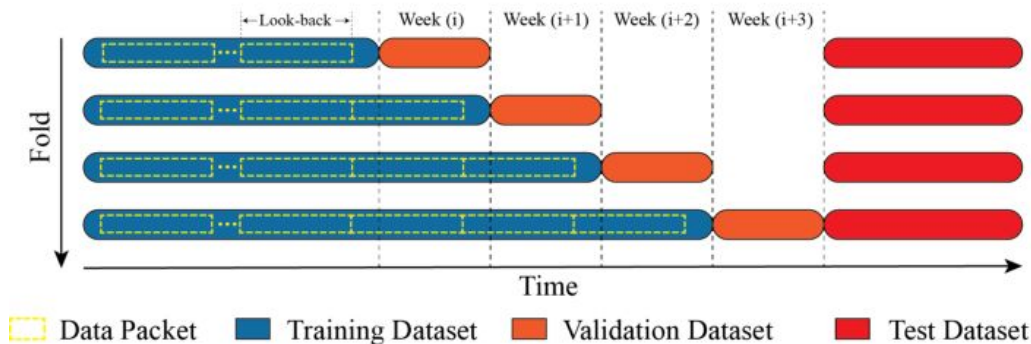 ←Look-back→ Week (i) Week (i+1) Week (i+2) Week (i+3)
Fold
Time
Data Packet Training Dataset Validation Dataset Test Dataset